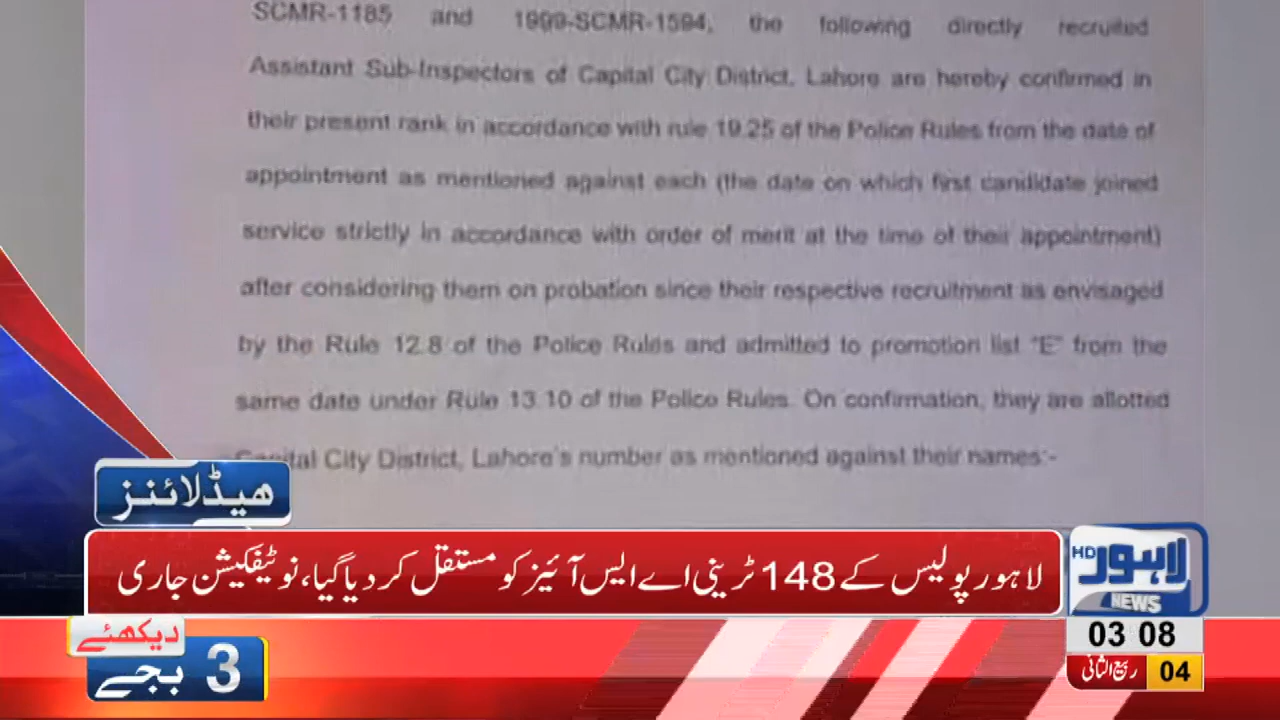 SCMR-1185 and 1999-SCMR-1594, the following directly recruited
Assistant Sub-Inspectors of Capital City District, Lahore are hereby confirmed in
their present rank in accordance with rule 19.25 of the Police Rules from the date of
appointment as mentioned against each (the date on which first candidate joined
service strictly in accordance with order of merit at the time of their appointment)
after considering them on probation since their respective recruitment as envisaged
by the Rule 12.8 of the Police Rules and admitted to promotion list "E" from the
same date under Rule 13.10 of the Police Rules. On confirmation, they are allotted
Capital City District, Lahore's number as mentioned against their names:-
ھیڈلائنز
لاہور پولیس کے 148 ٹرینی اے ایس آئیز کو مستقل کر دیا گیا، نوٹیفکیشن جاری
HD لاہور
NEWS
03 08
04 ربیع الثانی
دیکھئے
3 بجے